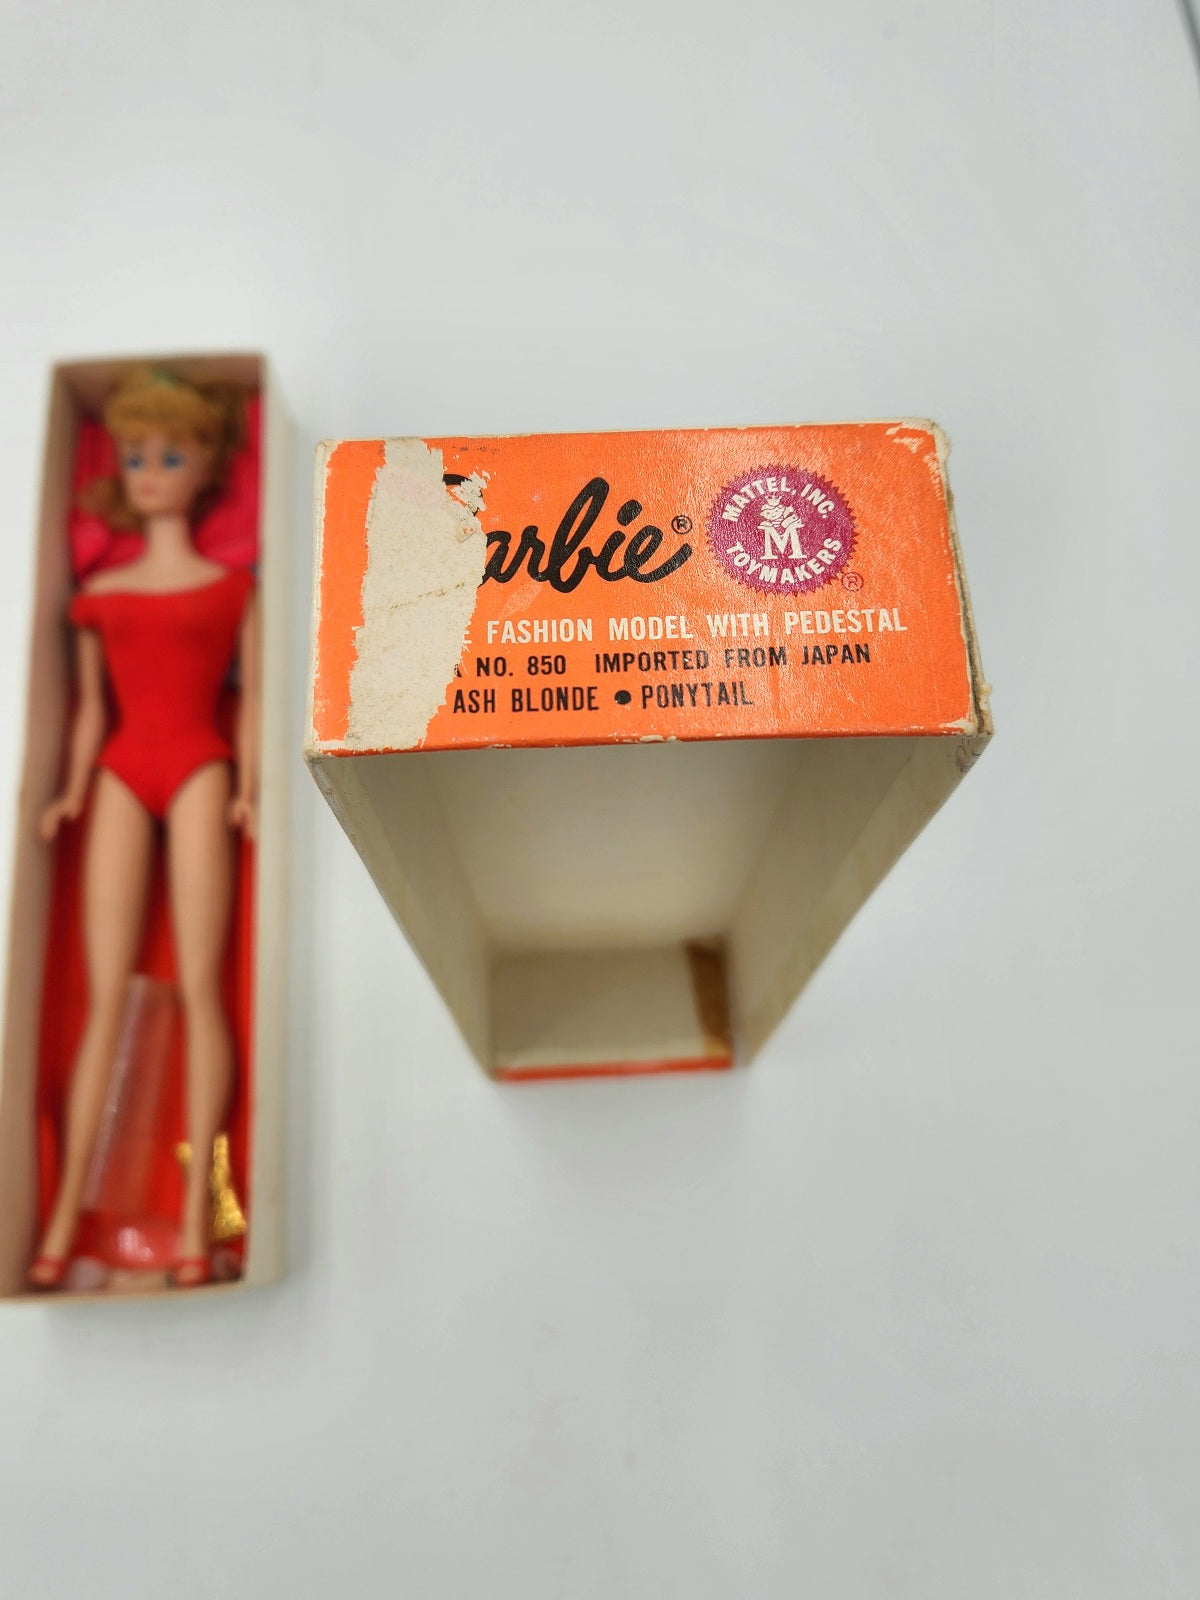 arbie®
MATTEL, INC.
M
TOYMAKERS
®
FASHION MODEL WITH PEDESTAL
NO. 850 IMPORTED FROM JAPAN
ASH BLONDE • PONYTAIL